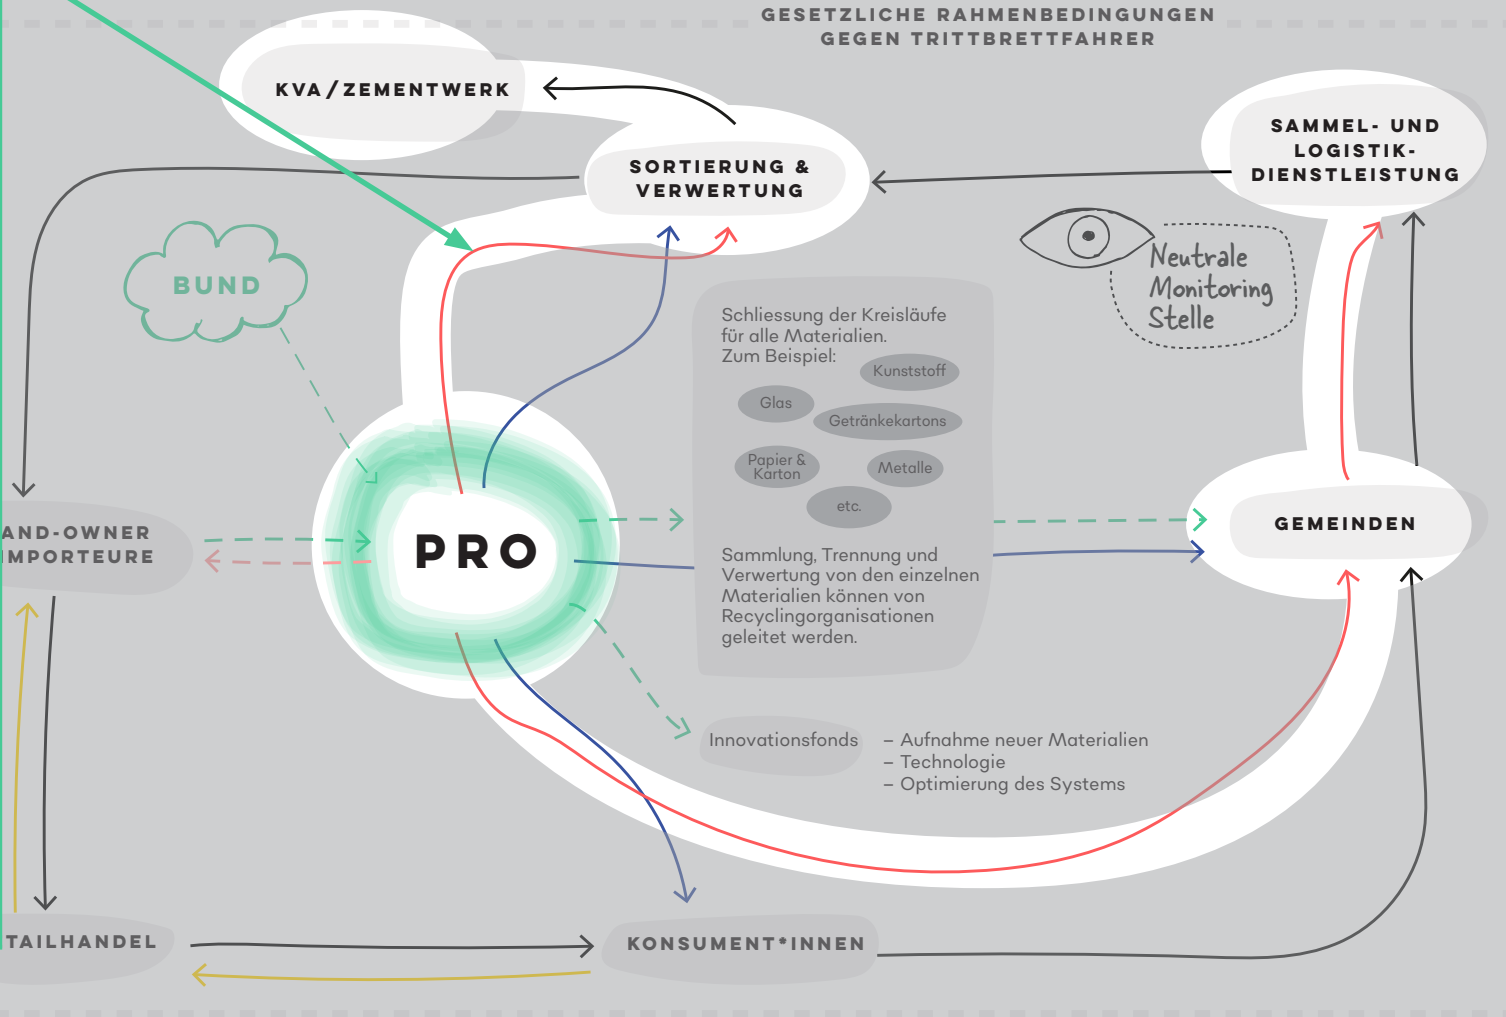 GESETZLICHE RAHMENBEDINGUNGEN
GEGEN TRITTBRETTFAHRER
KVA/ZEMENTWERK
SORTIERUNG &
VERWERTUNG
SAMMEL- UND
LOGISTIK-
DIENSTLEISTUNG
Neutrale
Monitoring
Stelle
BUND
Schliessung der Kreisläufe
für alle Materialien.
Zum Beispiel:
Kunststoff
Glas
Getränkekartons
Papier &
Karton
Metalle
etc.
AND-OWNER
IMPORTEURE
PRO
GEMEINDEN
Sammlung, Trennung und
Verwertung von den einzelnen
Materialien können von
Recyclingorganisationen
geleitet werden.
Innovationsfonds
– Aufnahme neuer Materialien
– Technologie
– Optimierung des Systems
TAILHANDEL
KONSUMENT*INNEN